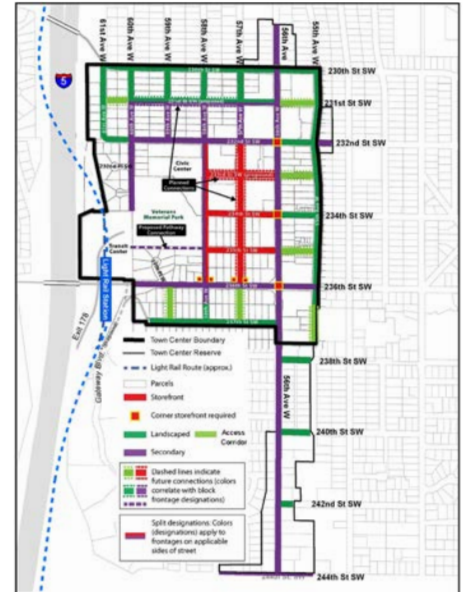 61st Ave W
60th Ave W
59th Ave W
58th Ave W
57th Ave W
56th Ave
55th Ave W
5
230th St SW
231st St SW
232nd St SW
232nd St SW
Civic
Center
Planned
Connections
Veterans
Memorial Park
234th St SW
Transit
Center
Proposed Pathway
Connection
Light Rail Station
236th St SW
Exit 178
Gateway Blvd
Town Center Boundary
Town Center Reserve
Light Rail Route (approx.)
Parcels
Storefront
Corner storefront required
Landscaped
Access
Corridor
Secondary
Dashed lines indicate
future connections (colors
correlate with block
frontage designations)
Split designations: Colors
(designations) apply to
frontages on applicable
sides of street
56th Ave W
238th St SW
240th St SW
242nd St SW
244th St SW